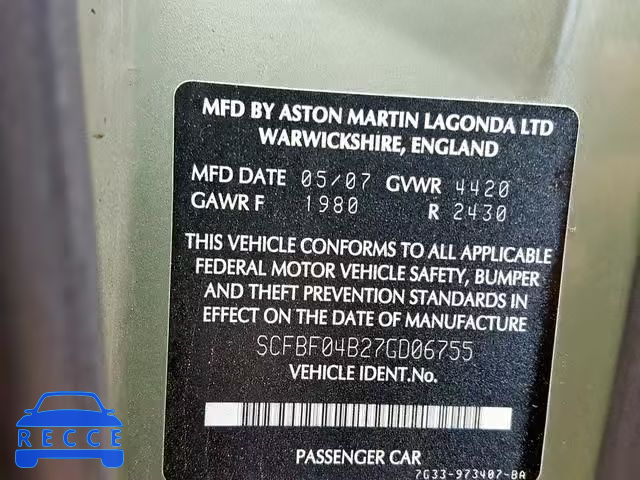 MFD BY ASTON MARTIN LAGONDA LTD
WARWICKSHIRE, ENGLAND
MFD DATE 05/07 GVWR 4420
GAWR F 1980 R 2430
THIS VEHICLE CONFORMS TO ALL APPLICABLE
FEDERAL MOTOR VEHICLE SAFETY, BUMPER
AND THEFT PREVENTION STANDARDS IN
EFFECT ON THE DATE OF MANUFACTURE
SCFBF04B27GD06755
VEHICLE IDENT.No.
PASSENGER CAR
7G33-973407-BA
RECCE